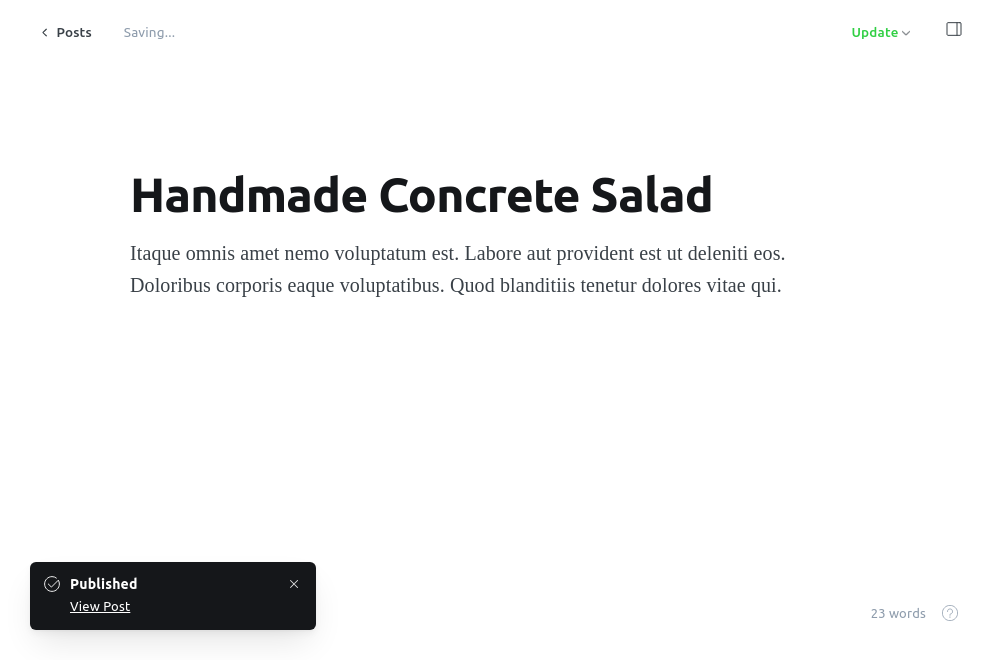 Posts
Saving...
Update
Handmade Concrete Salad
Itaque omnis amet nemo voluptatum est. Labore aut provident est ut deleniti eos.
Doloribus corporis eaque voluptatibus. Quod blanditiis tenetur dolores vitae qui.
Published
View Post
23 words